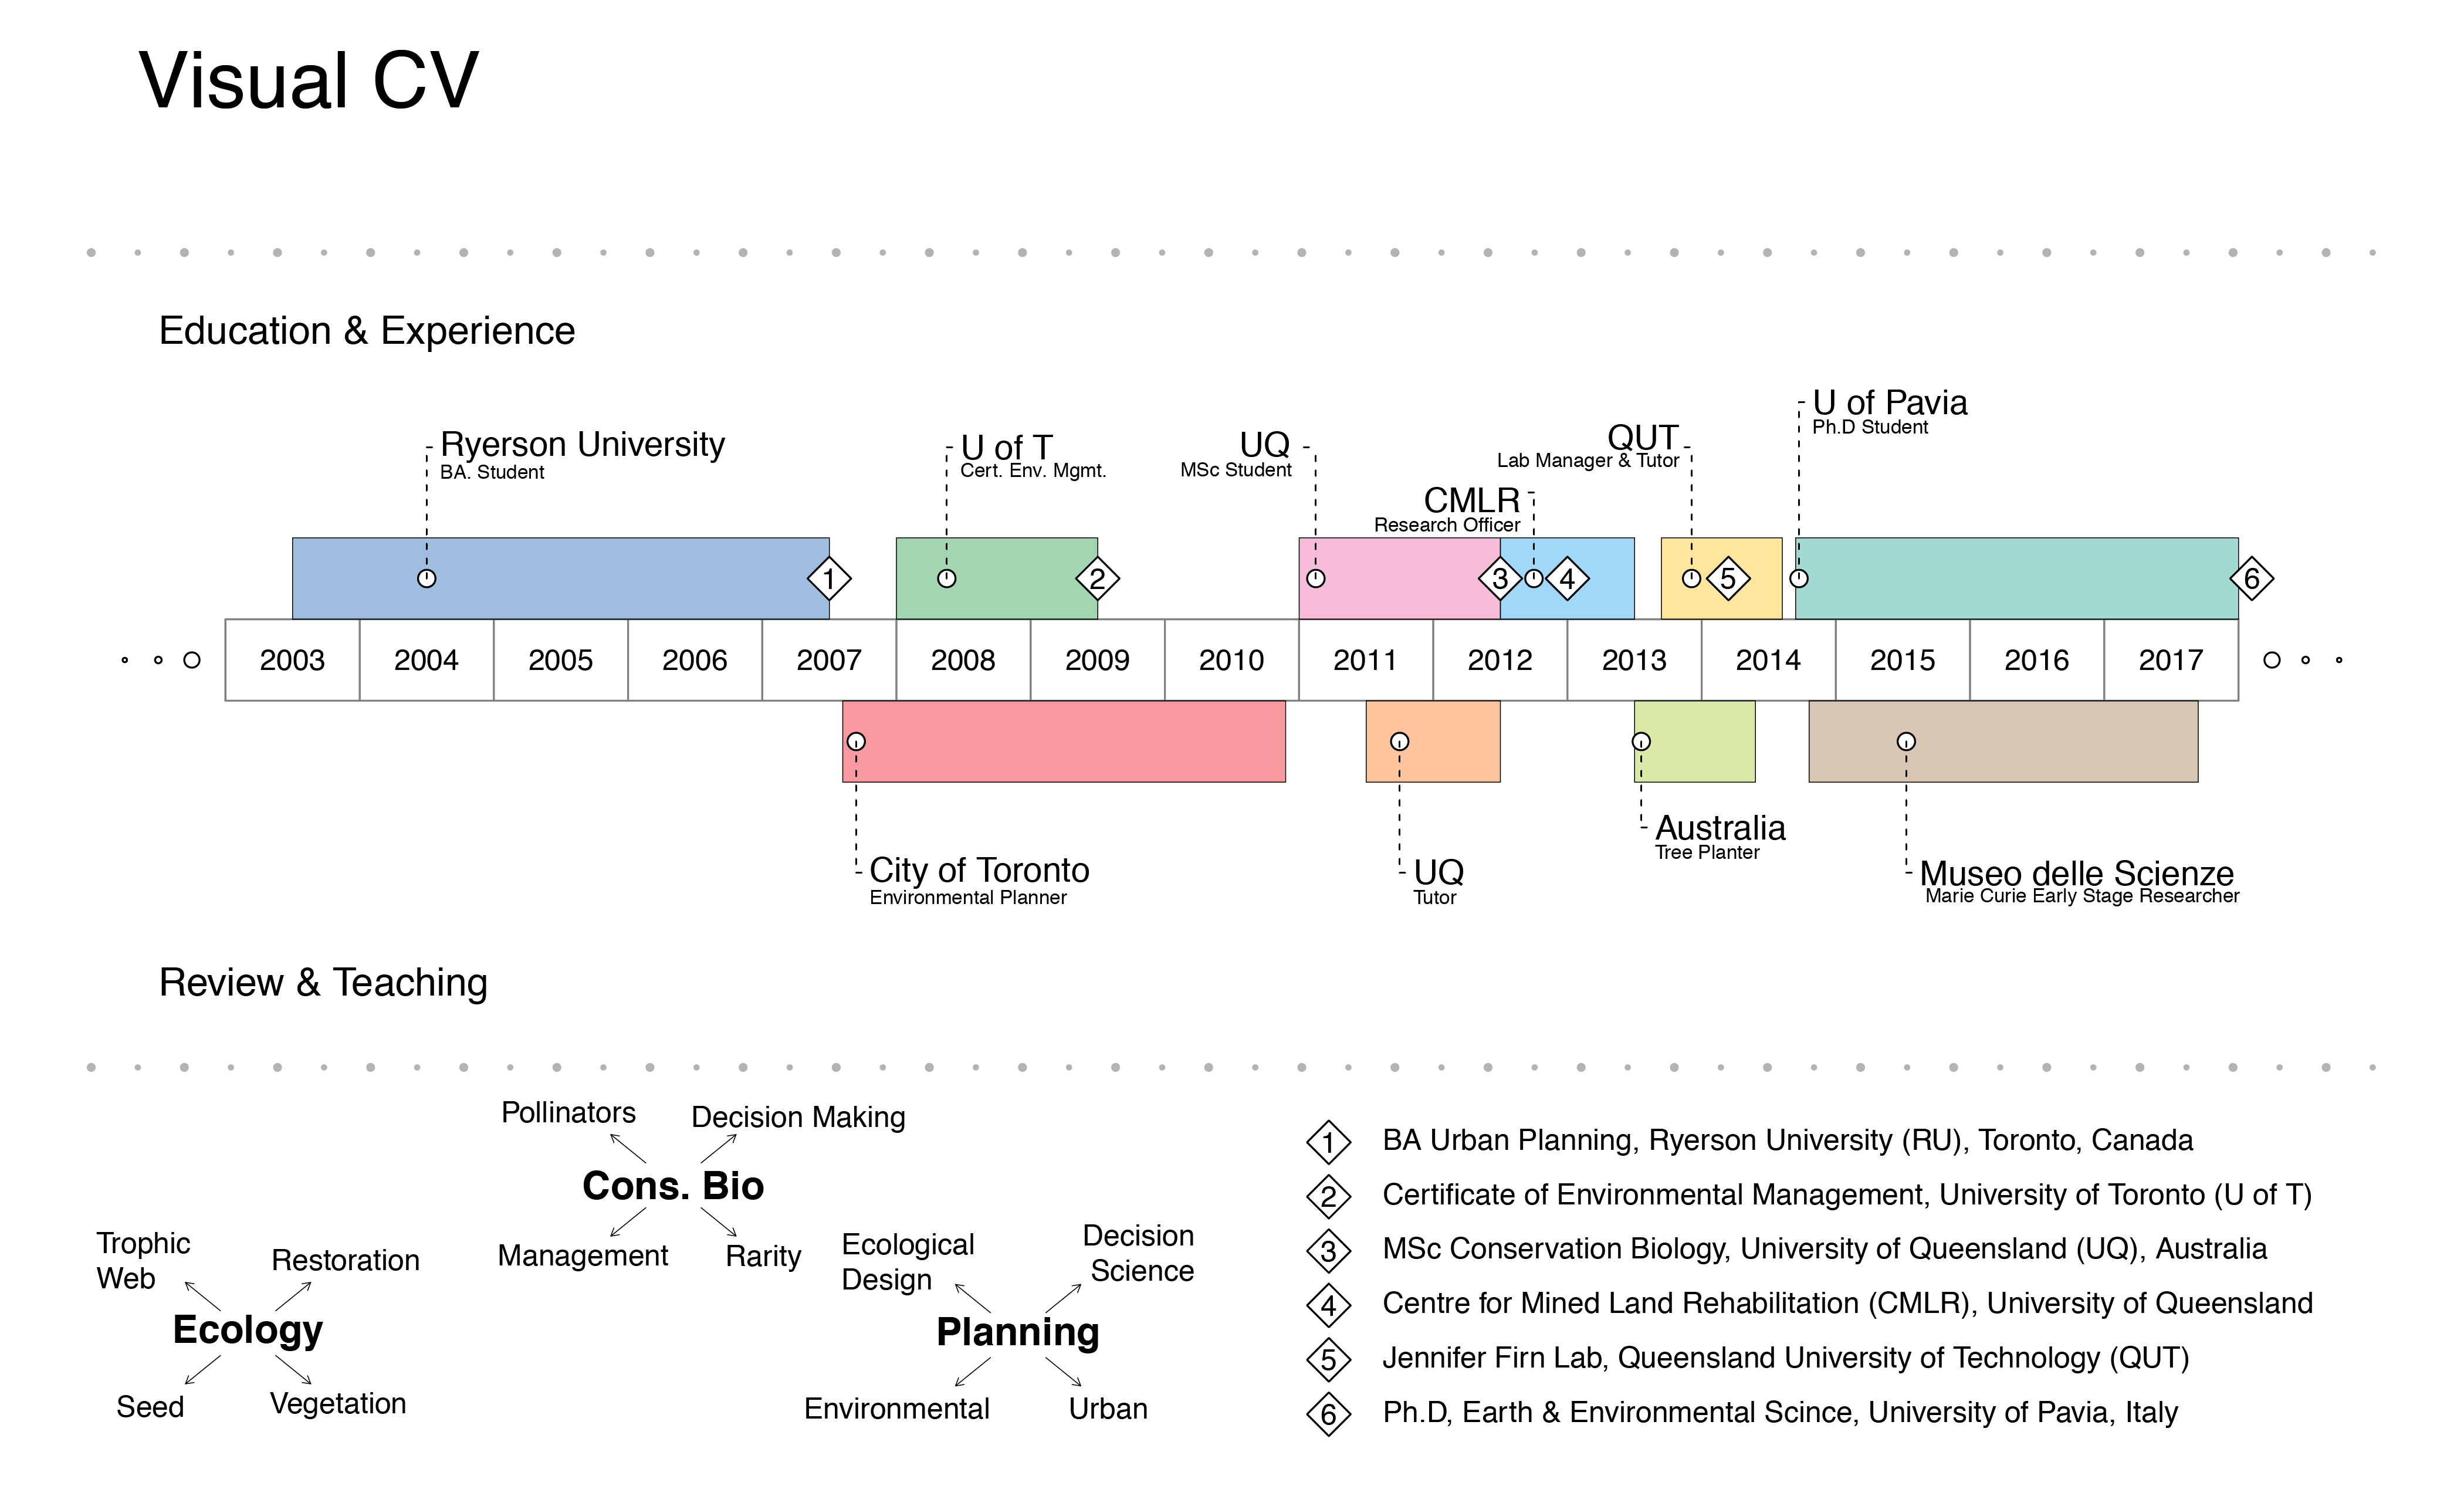 Visual CV
Education & Experience
U of Pavia
Ph.D Student
Ryerson University
BA. Student
U of T
Cert. Env. Mgmt.
UQ
MSc Student
QUT
Lab Manager & Tutor
CMLR
Research Officer
1
2
3
4
5
6
2003
2004
2005
2006
2007
2008
2009
2010
2011
2012
2013
2014
2015
2016
2017
City of Toronto
Environmental Planner
UQ
Tutor
Australia
Tree Planter
Museo delle Scienze
Marie Curie Early Stage Researcher
Review & Teaching
Pollinators
Decision Making
Cons. Bio
Management
Rarity
Trophic
Web
Restoration
Ecology
Seed
Vegetation
Ecological
Design
Decision
Science
Planning
Environmental
Urban
1 BA Urban Planning, Ryerson University (RU), Toronto, Canada
2 Certificate of Environmental Management, University of Toronto (U of T)
3 MSc Conservation Biology, University of Queensland (UQ), Australia
4 Centre for Mined Land Rehabilitation (CMLR), University of Queensland
5 Jennifer Firn Lab, Queensland University of Technology (QUT)
6 Ph.D, Earth & Environmental Scince, University of Pavia, Italy